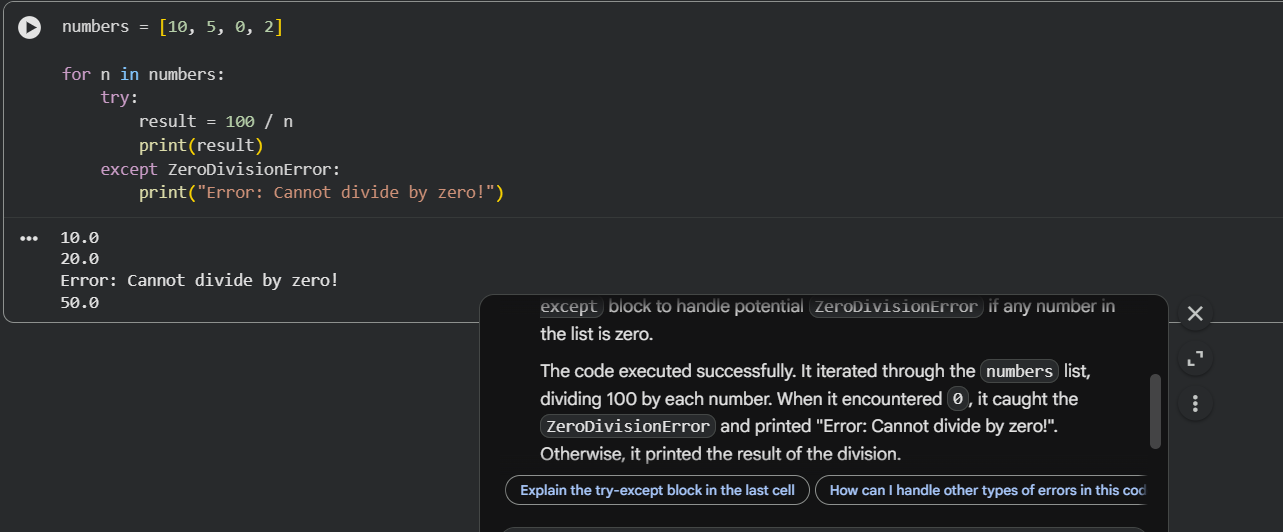 numbers = [10, 5, 0, 2]
for n in numbers:
    try:
        result = 100 / n
        print(result)
    except ZeroDivisionError:
        print("Error: Cannot divide by zero!")
10.0
20.0
Error: Cannot divide by zero!
50.0
except block to handle potential ZeroDivisionError if any number in
the list is zero.
The code executed successfully. It iterated through the numbers list,
dividing 100 by each number. When it encountered 0, it caught the
ZeroDivisionError and printed "Error: Cannot divide by zero!".
Otherwise, it printed the result of the division.
Explain the try-except block in the last cell
How can I handle other types of errors in this cod